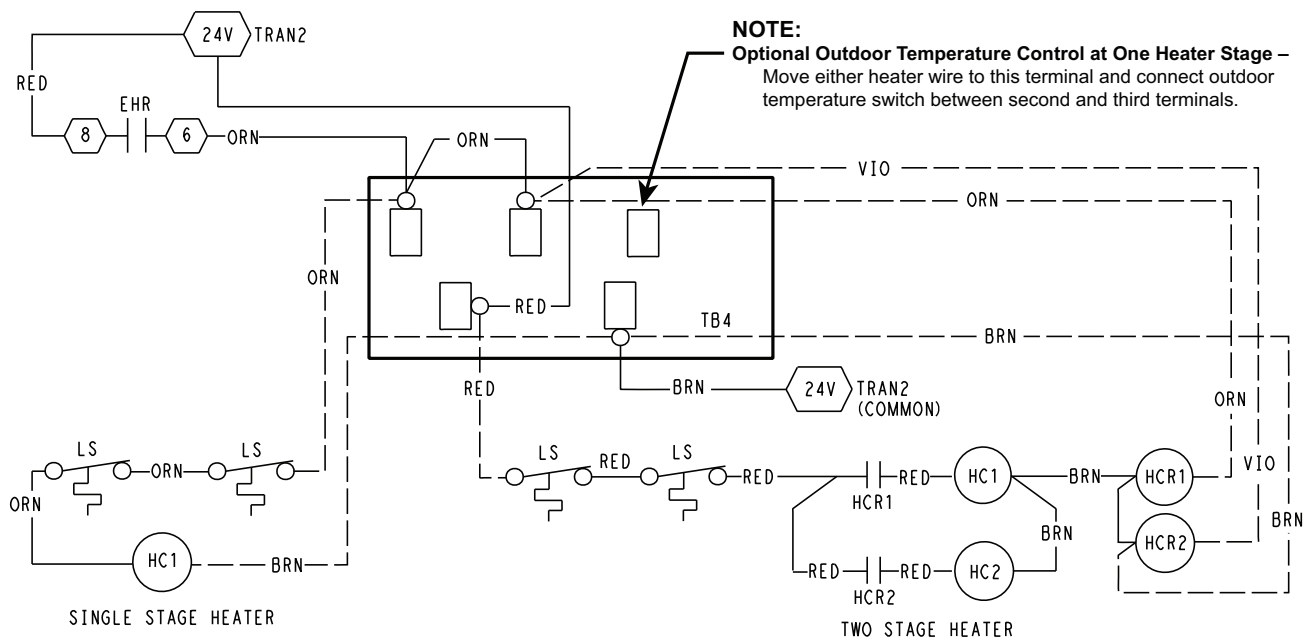 NOTE:
Optional Outdoor Temperature Control at One Heater Stage –
Move either heater wire to this terminal and connect outdoor
temperature switch between second and third terminals.
24V TRAN2
RED
EHR
8 6 ORN
ORN
VIO
ORN
ORN
RED
TB4
BRN
RED
BRN
24V TRAN2
(COMMON)
ORN
LS
ORN
LS
LS
RED
LS
RED
HCR1
RED
HC1
BRN
HCR1
VIO
ORN
BRN
BRN
HCR2
HC1
BRN
RED
HCR2
RED
HC2
SINGLE STAGE HEATER
TWO STAGE HEATER